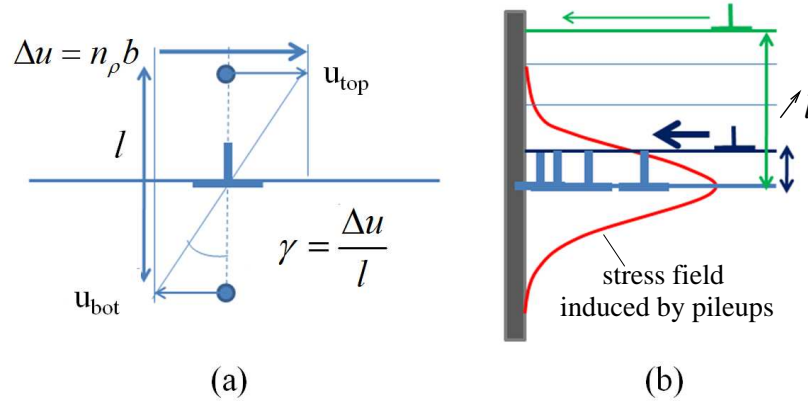 Δu = n_ρ b
u_top
l
γ = Δu / l
u_bot
(a)
l
stress field
induced by pileups
(b)